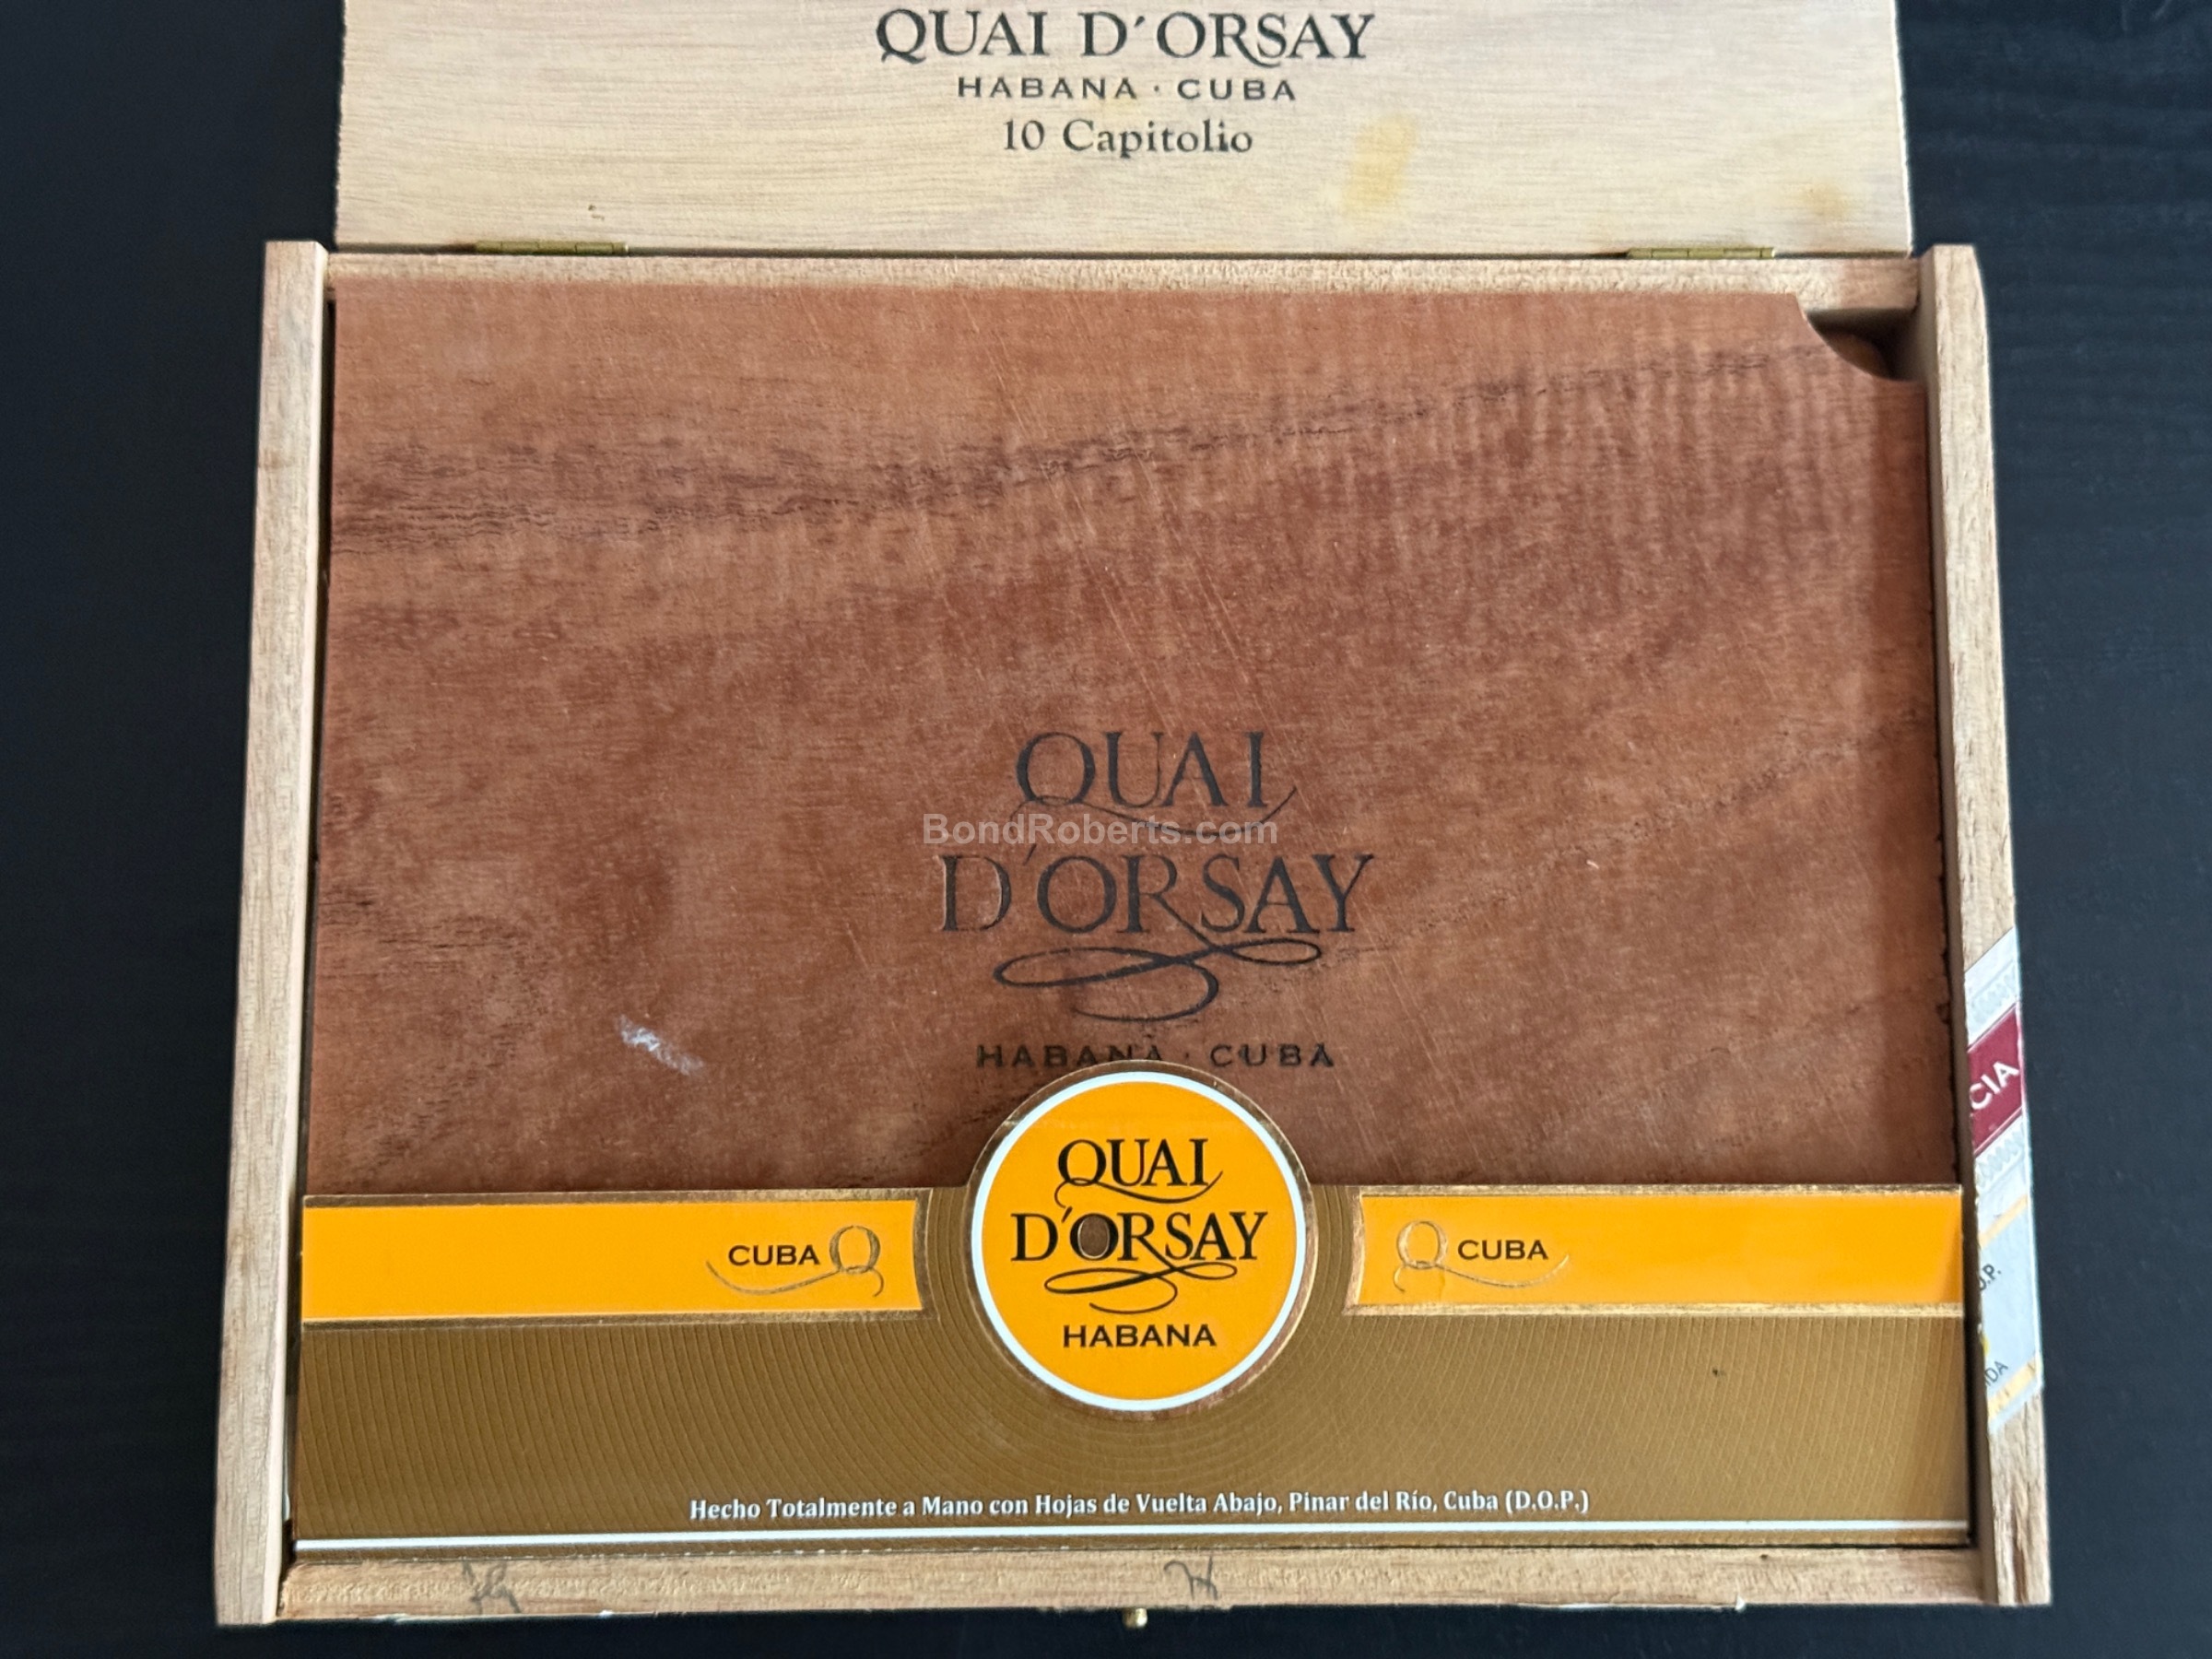 QUAI D'ORSAY
HABANA · CUBA
10 Capitolio
QUAI
BondRoberts.com
D'ORSAY
HABANA · CUBA
QUAI
D'ORSAY
HABANA
CUBA Q
Q CUBA
CIA
Hecho Totalmente a Mano con Hojas de Vuelta Abajo, Pinar del Río, Cuba (D.O.P.)